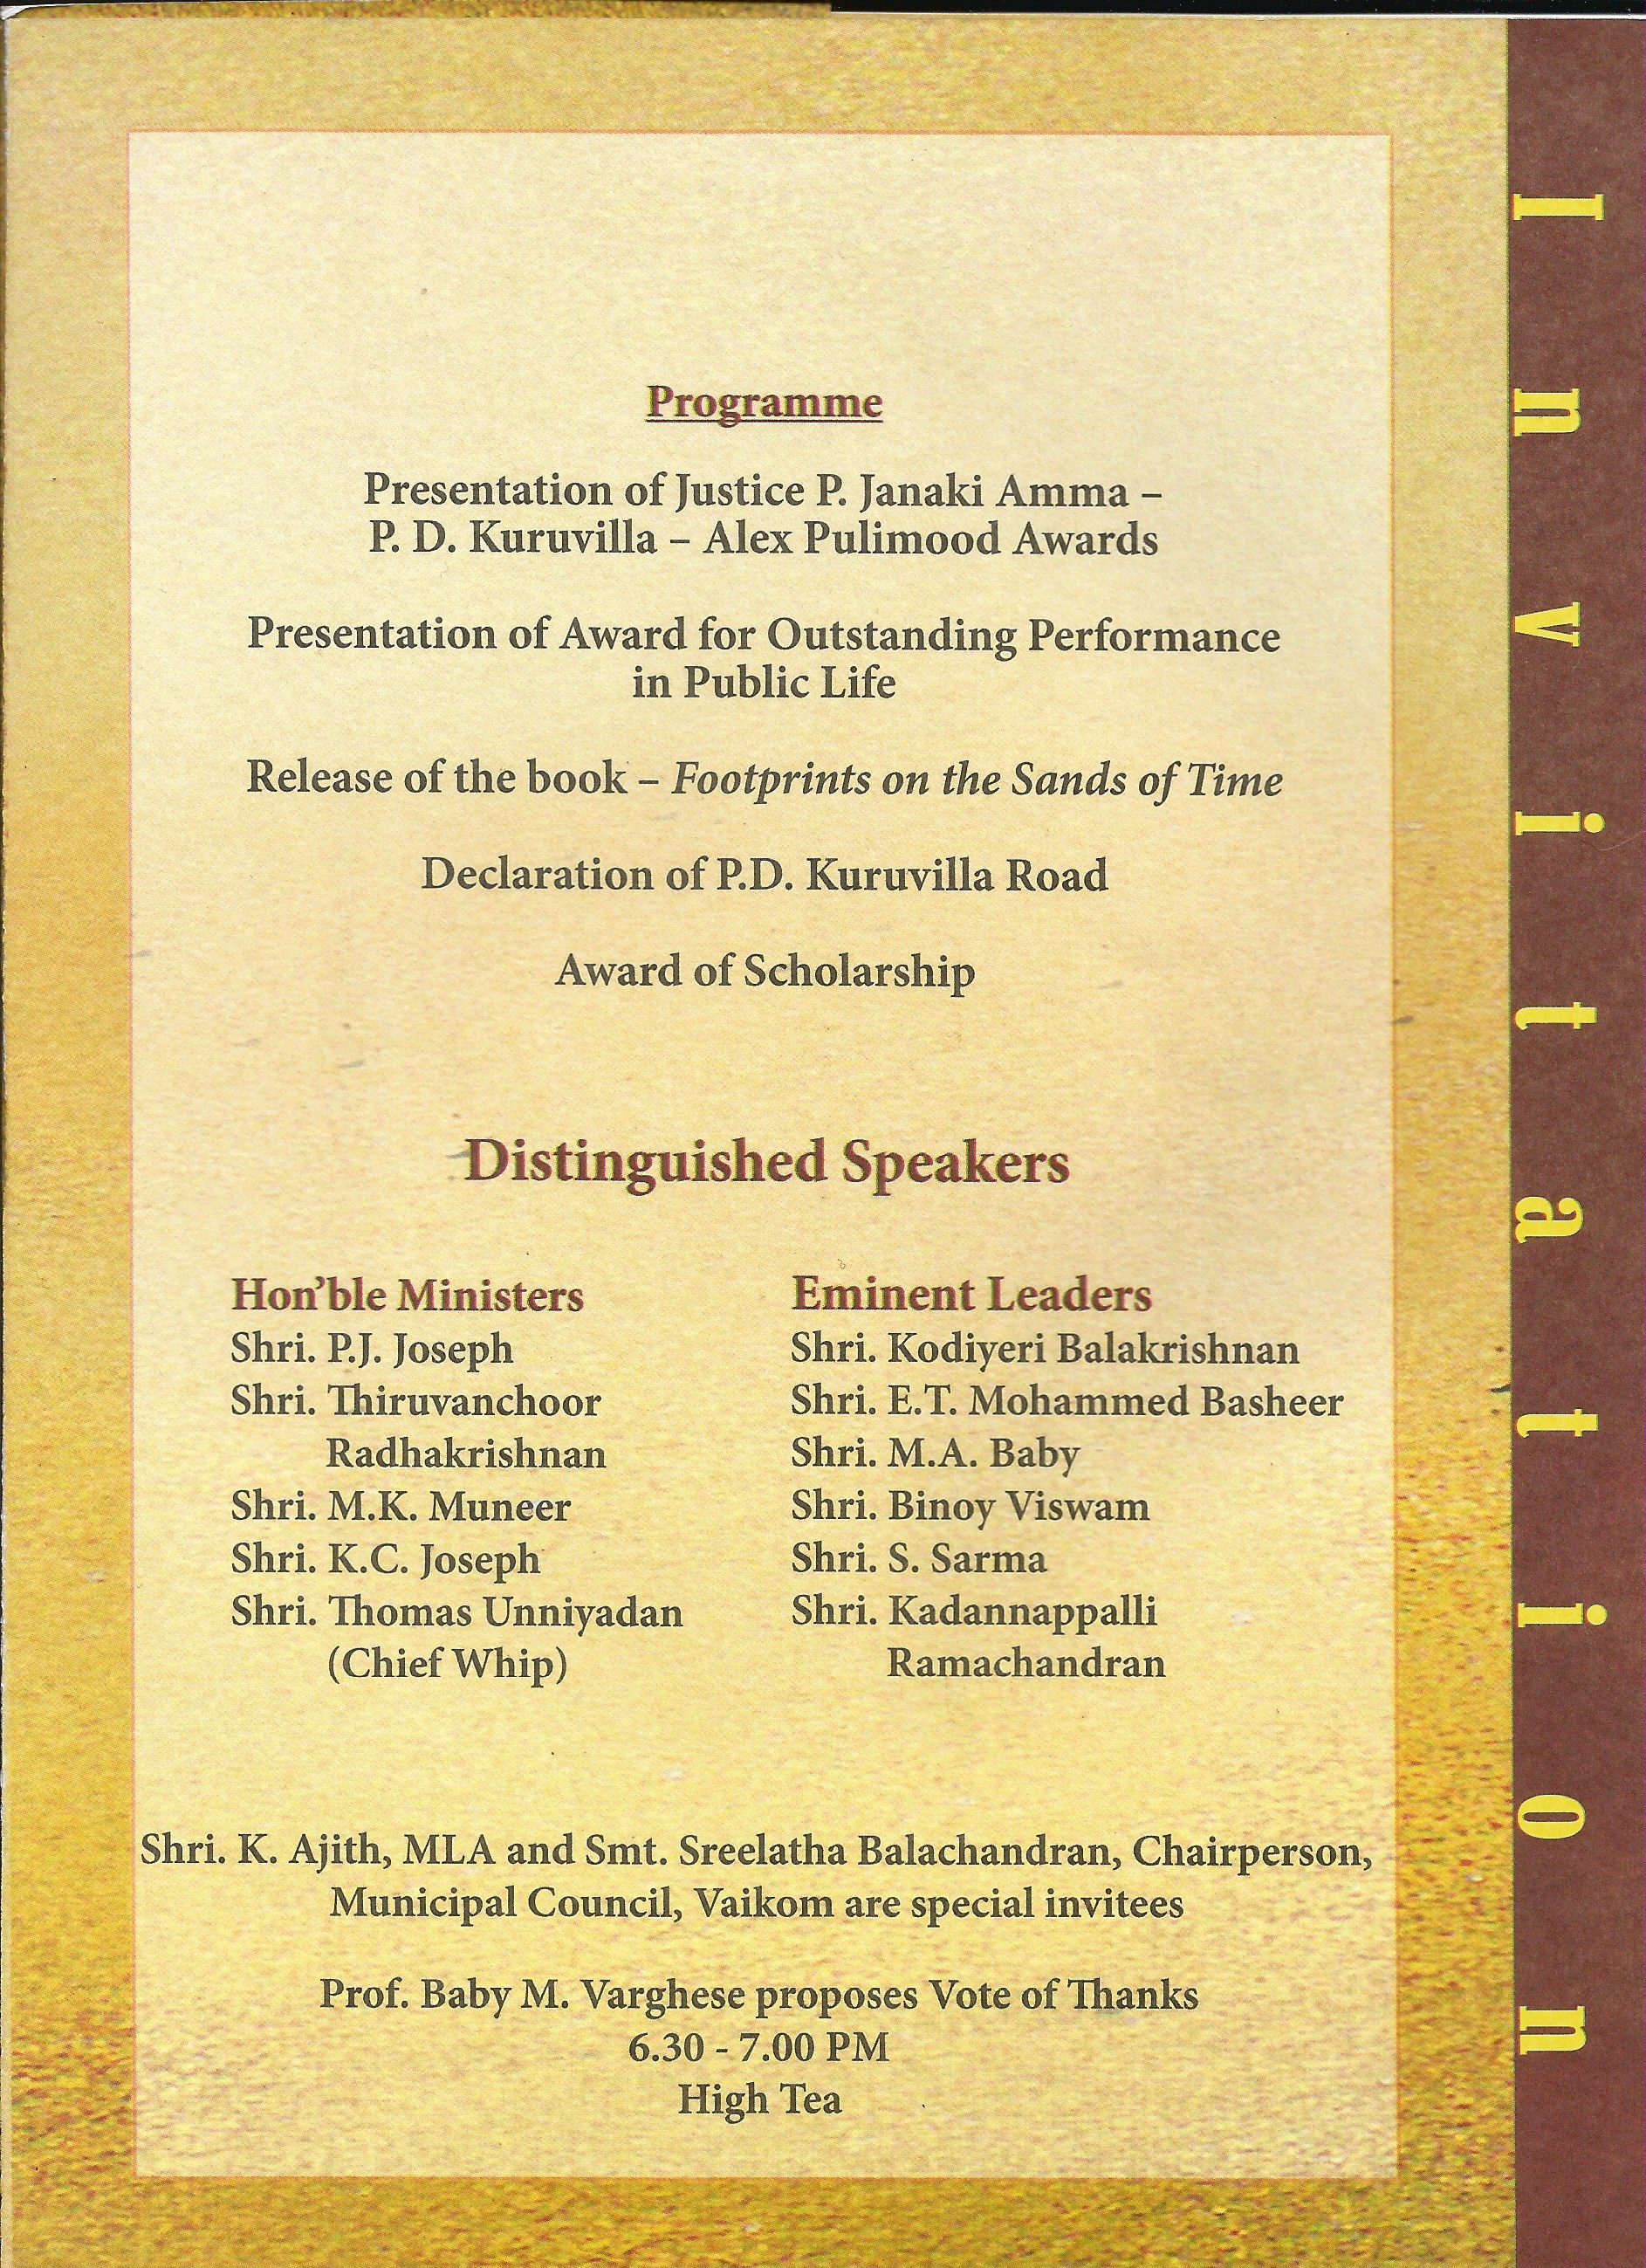 Programme
Presentation of Justice P. Janaki Amma –
P. D. Kuruvilla – Alex Pulimood Awards
Presentation of Award for Outstanding Performance
in Public Life
Release of the book – Footprints on the Sands of Time
Declaration of P.D. Kuruvilla Road
Award of Scholarship
Distinguished Speakers
Hon'ble Ministers
Shri. P.J. Joseph
Shri. Thiruvanchoor
Radhakrishnan
Shri. M.K. Muneer
Shri. K.C. Joseph
Shri. Thomas Unniyadan
(Chief Whip)
Eminent Leaders
Shri. Kodiyeri Balakrishnan
Shri. E.T. Mohammed Basheer
Shri. M.A. Baby
Shri. Binoy Viswam
Shri. S. Sarma
Shri. Kadannappalli
Ramachandran
Shri. K. Ajith, MLA and Smt. Sreelatha Balachandran, Chairperson,
Municipal Council, Vaikom are special invitees
Prof. Baby M. Varghese proposes Vote of Thanks
6.30 - 7.00 PM
High Tea
Invitation